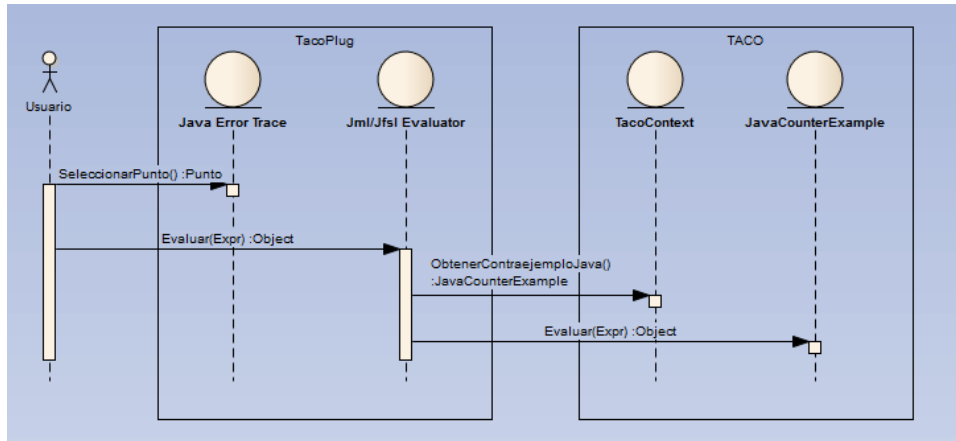 TacoPlug
TACO
Usuario
Java Error Trace
Jml/Jfsl Evaluator
TacoContext
JavaCounterExample
SeleccionarPunto() :Punto
Evaluar(Expr) :Object
ObtenerContraejemploJava()
:JavaCounterExample
Evaluar(Expr) :Object